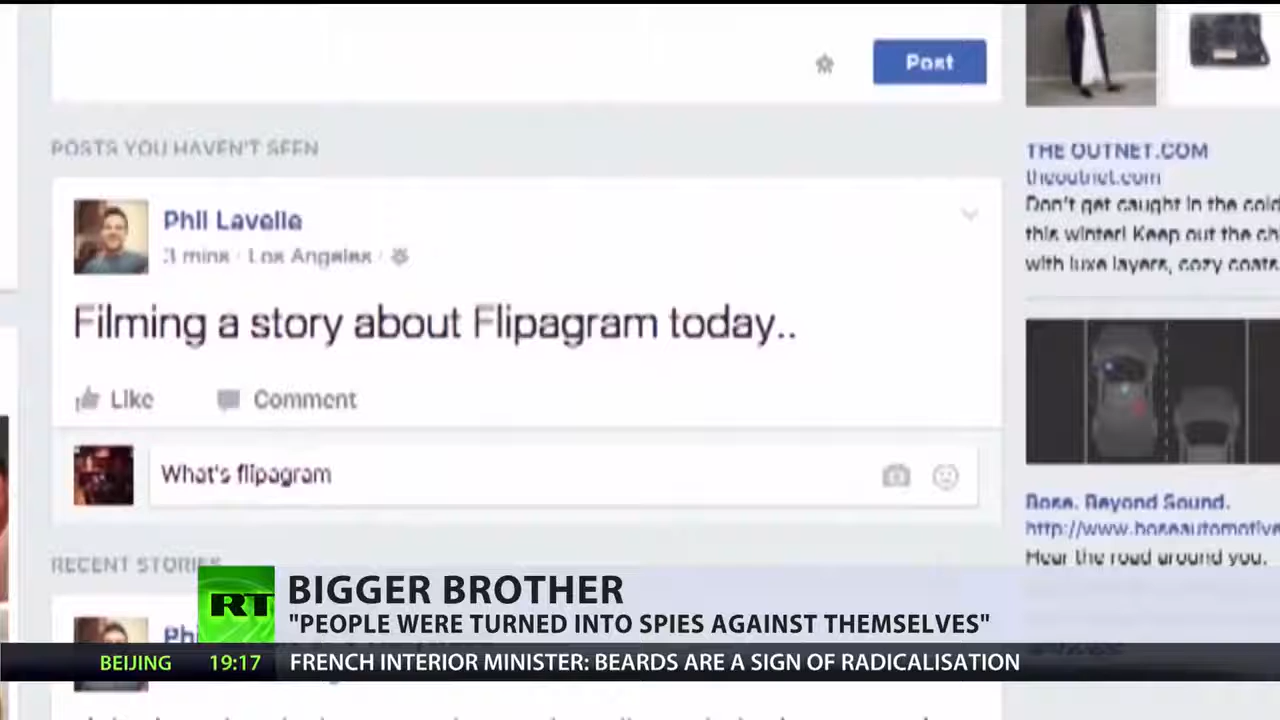 Post
POSTS YOU HAVEN'T SEEN
Phil Lavelle
3 mins · Los Angeles ·
Filming a story about Flipagram today..
Like Comment
What's flipagram
THE OUTNET.COM
theoutnet.com
Don't get caught in the cold
this winter! Keep out the ch
with luxe layers, cozy coats
Bose. Beyond Sound.
http://www.boseautomotive
Hear the road around you.
RECENT STORIES
Phi
RT
BIGGER BROTHER
"PEOPLE WERE TURNED INTO SPIES AGAINST THEMSELVES"
BEIJING 19:17 FRENCH INTERIOR MINISTER: BEARDS ARE A SIGN OF RADICALISATION